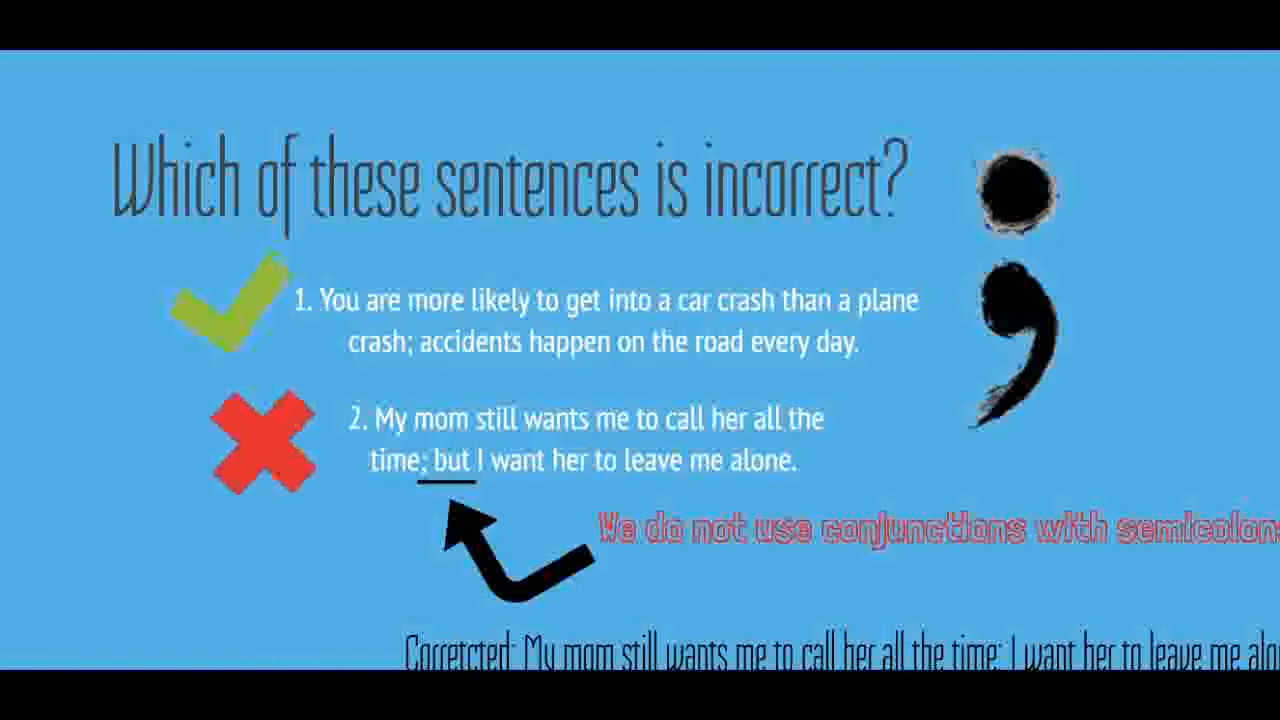 Which of these sentences is incorrect?
1. You are more likely to get into a car crash than a plane
crash; accidents happen on the road every day.
2. My mom still wants me to call her all the
time; but I want her to leave me alone.
We do not use conjunctions with semicolon
Corretcted: My mom still wants me to call her all the time; I want her to leave me alo